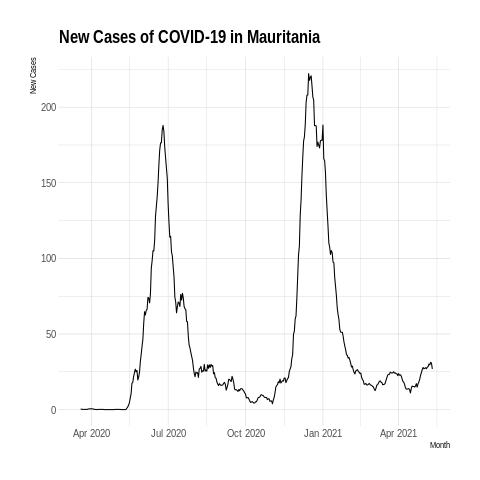 New Cases of COVID-19 in Mauritania
New Cases
200
150
100
50
0
Apr 2020 Jul 2020 Oct 2020 Jan 2021 Apr 2021
Month